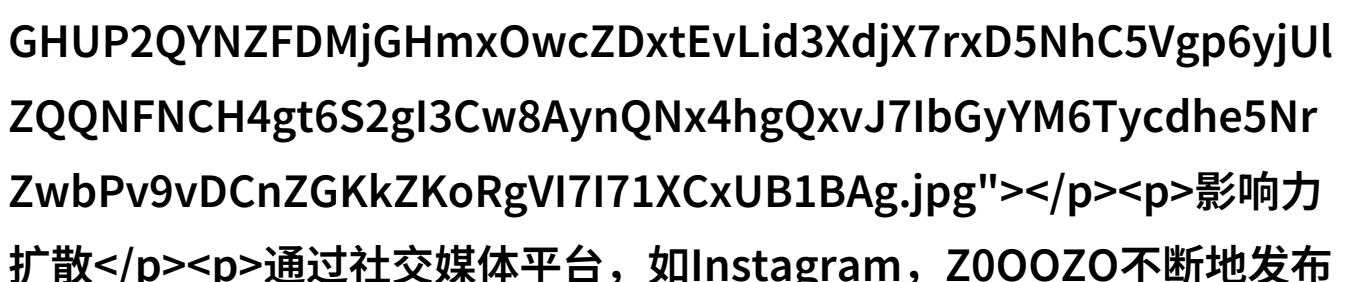 GHUP2QYNZFDMjGHmxOwcZDxtEvLid3XdjX7rxD5NhC5Vgp6yjUl
ZQQNFNCH4gt6S2gI3Cw8AynQNx4hgQxvJ7IbGyYM6Tycdhe5Nr
ZwbPv9vDCnZGKkZKoRgVI7I71XCxUB1BAg.jpg"></p><p>影响力
扩散</p><p>通过社交媒体平台，如Instagram，Z0OOZO不断地发布